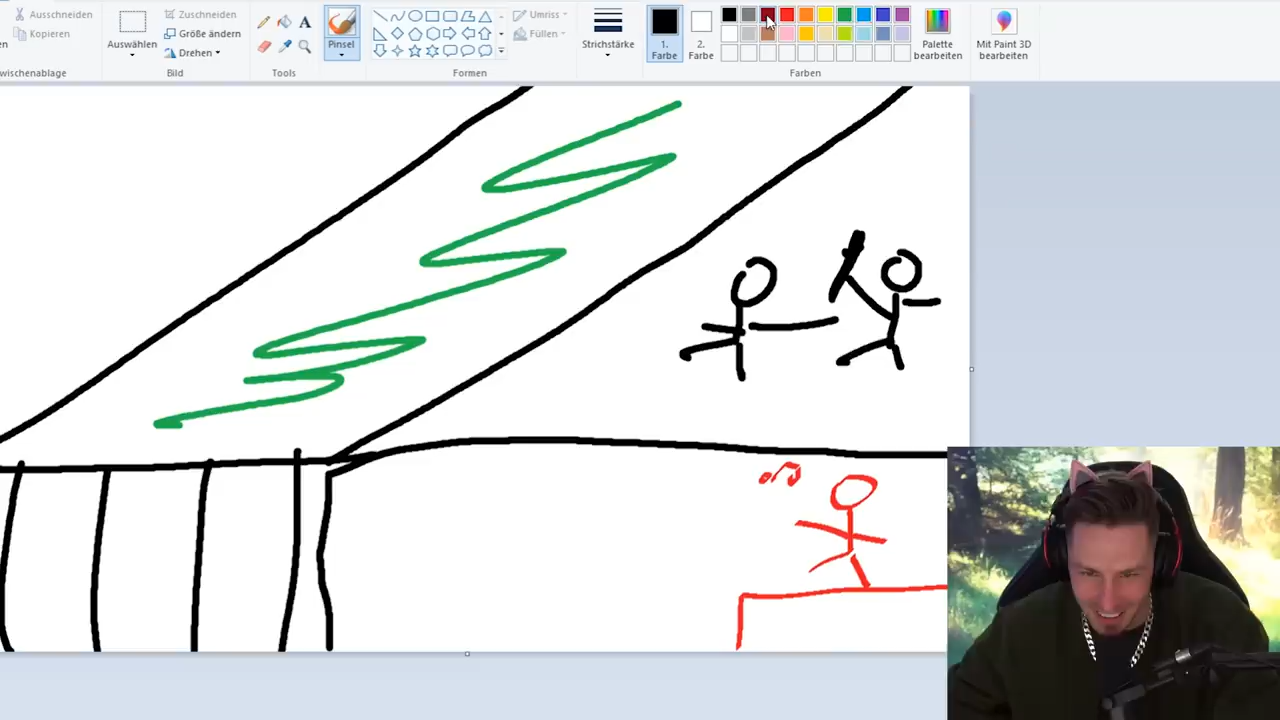 Ausschneiden
Kopieren
wischenablage
Auswählen
Zuschneiden
Größe ändern
Drehen
Bild
A
Tools
Pinsel
Formen
Umriss
Füllen
Strichstärke
1.
Farbe
2.
Farbe
Farben
Palette
bearbeiten
Mit Paint 3D
bearbeiten